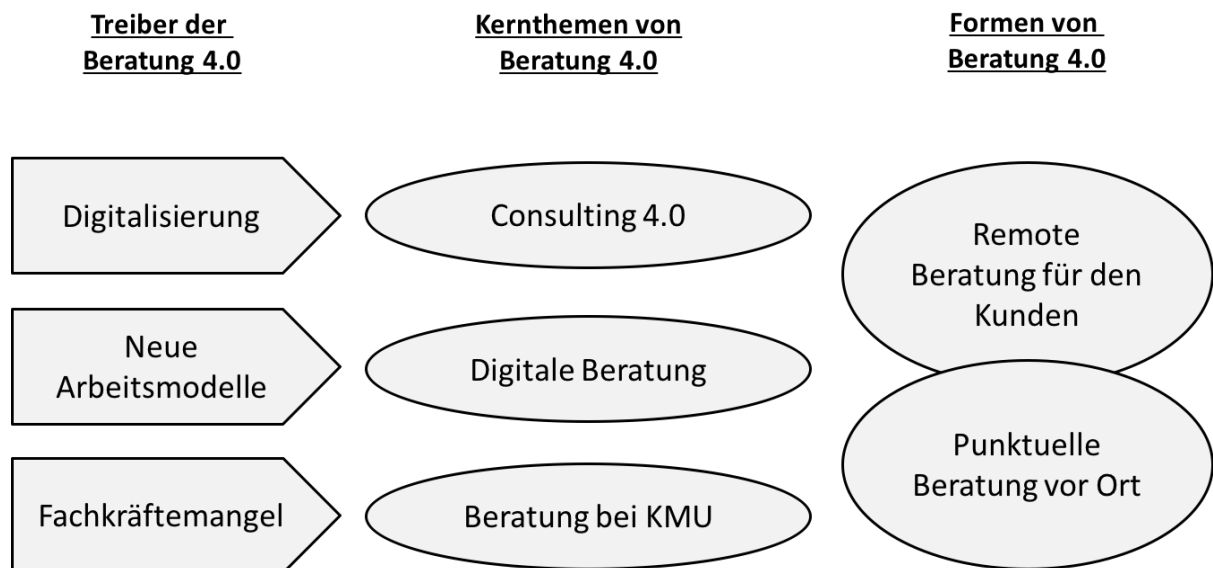 Treiber der
Beratung 4.0
Kernthemen von
Beratung 4.0
Formen von
Beratung 4.0
Digitalisierung
Neue
Arbeitsmodelle
Fachkräftemangel
Consulting 4.0
Digitale Beratung
Beratung bei KMU
Remote
Beratung für den
Kunden
Punktuelle
Beratung vor Ort